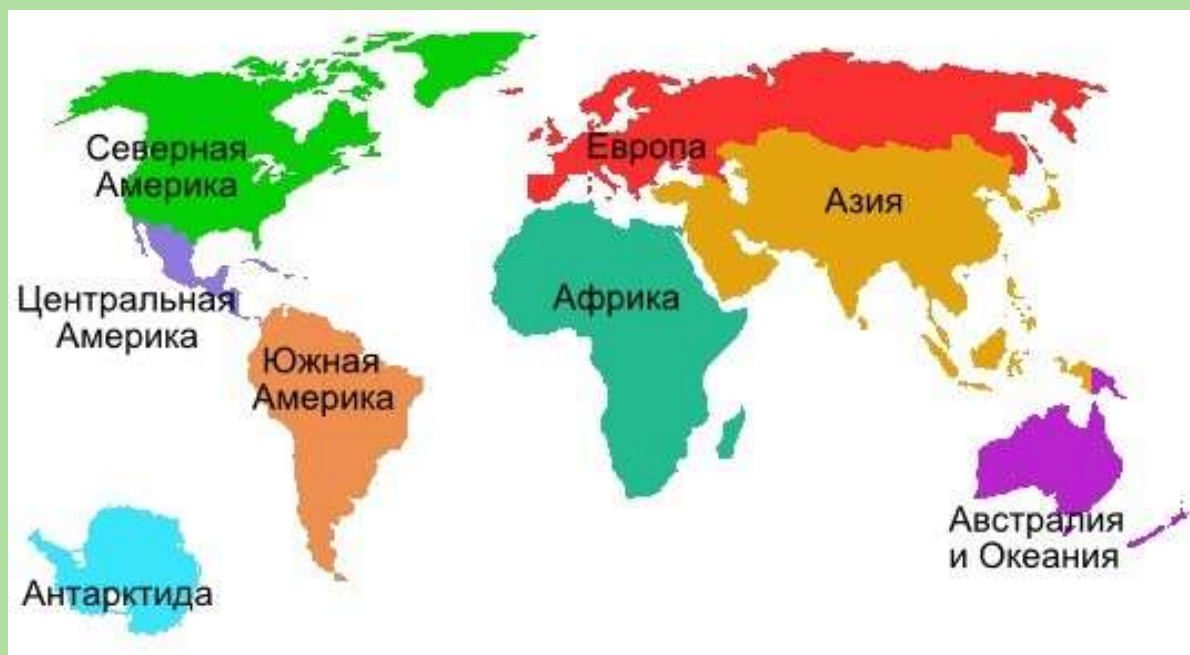 Северная
Америка
Европа
Азия
Центральная
Америка
Африка
Южная
Америка
Австралия
и Океания
Антарктида